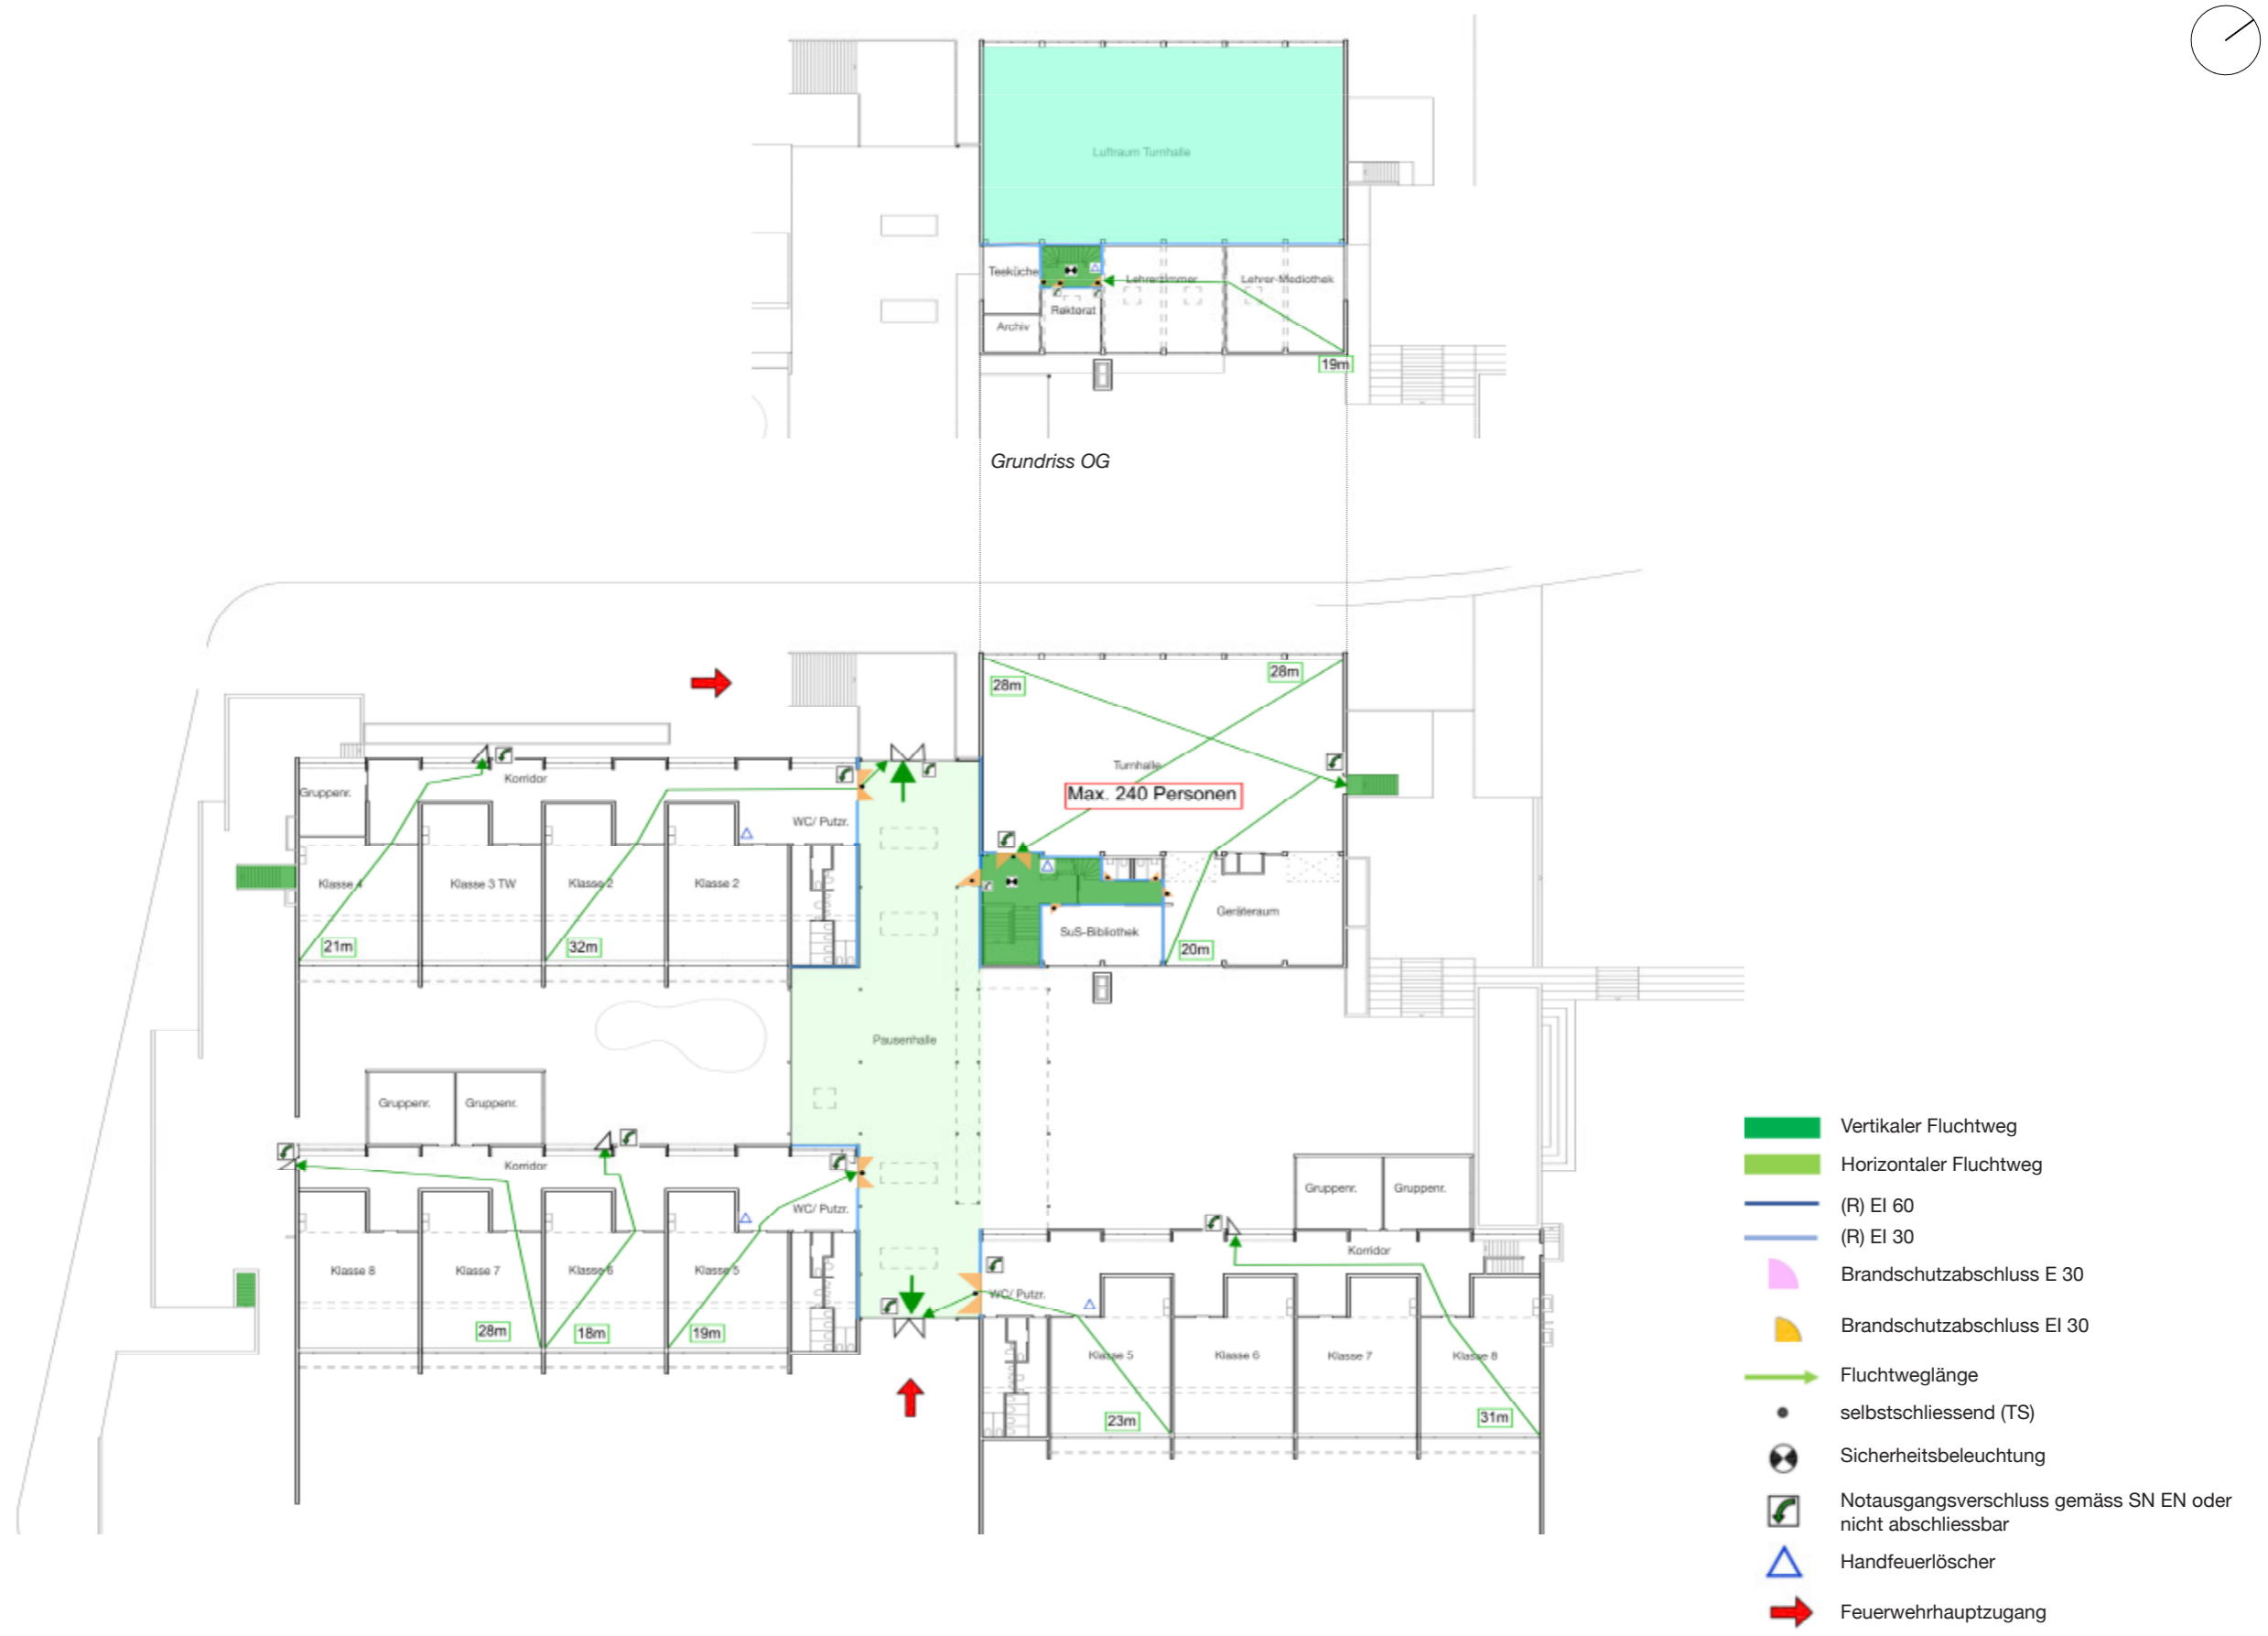 Luftraum Turnhalle
Teeküche
Lehrerzimmer
Lehrer-Mediothek
Rektorat
Archiv
19m
Grundriss OG
28m
28m
Turnhalle
Max. 240 Personen
Korridor
Gruppenr.
WC/ Putzr.
Klasse 4
Klasse 3 TW
Klasse 2
Klasse 2
Geräteraum
SuS-Bibliothek
21m
32m
20m
Pausenhalle
Gruppenr.
Gruppenr.
Korridor
WC/ Putzr.
Klasse 8
Klasse 7
Klasse 6
Klasse 5
28m
18m
19m
Gruppenr.
Gruppenr.
Korridor
WC/ Putzr.
Klasse 5
Klasse 6
Klasse 7
Klasse 8
23m
31m
Vertikaler Fluchtweg
Horizontaler Fluchtweg
(R) EI 60
(R) EI 30
Brandschutzabschluss E 30
Brandschutzabschluss EI 30
Fluchtweglänge
selbstschliessend (TS)
Sicherheitsbeleuchtung
Notausgangsverschluss gemäss SN EN oder
nicht abschliessbar
Handfeuerlöscher
Feuerwehrhauptzugang